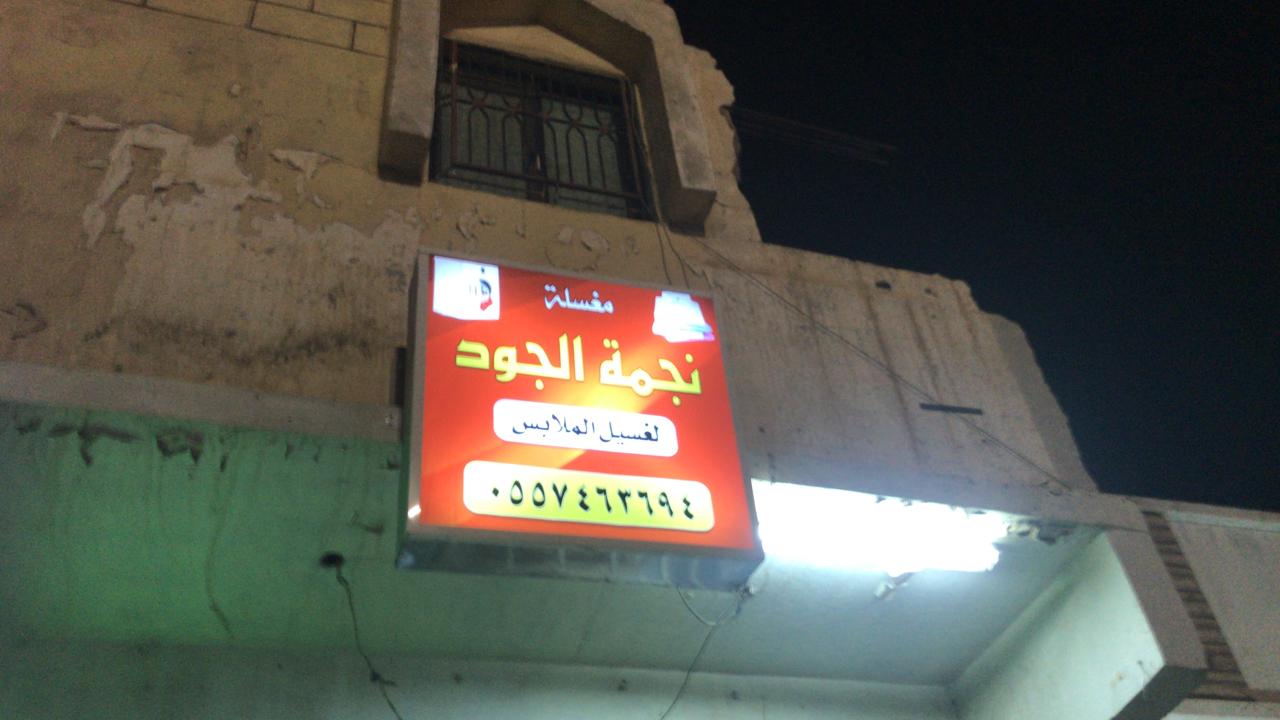 مغسلة
نجمة الجود
لغسيل الملابس
٠٥٥٧٤٦٣٦٩٤